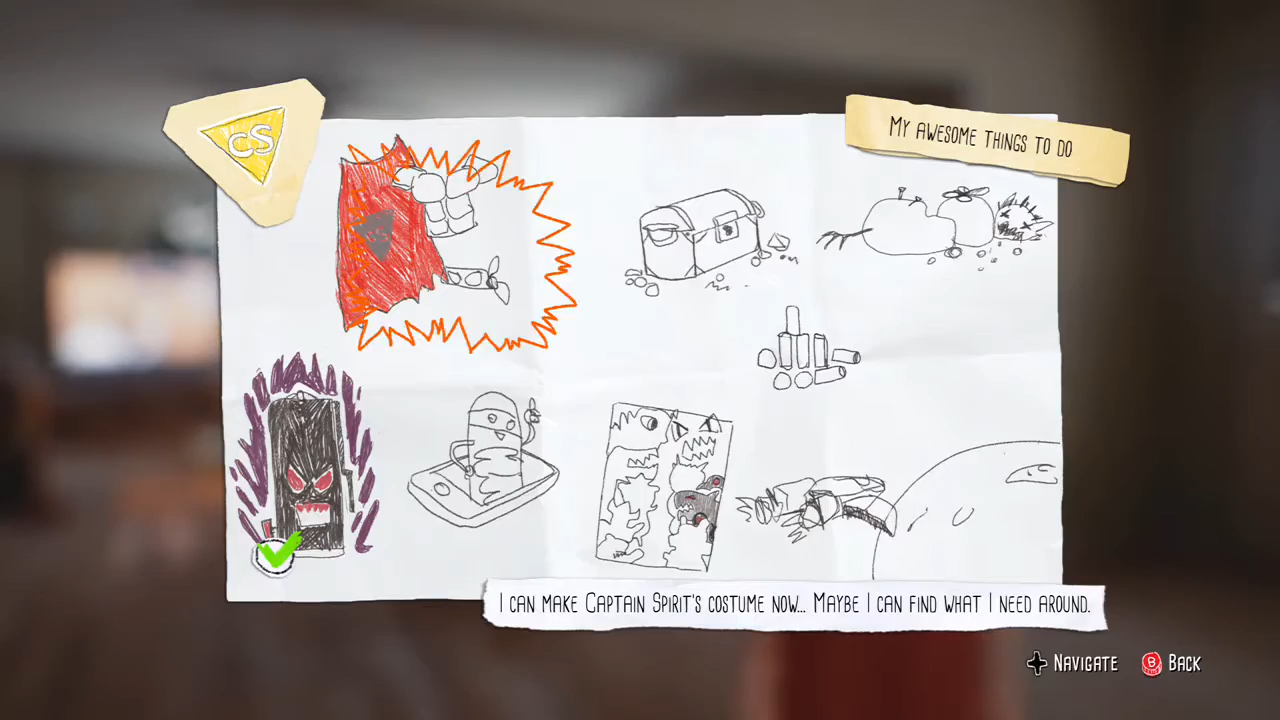 CS
MY AWESOME THINGS TO DO
I CAN MAKE CAPTAIN SPIRIT'S COSTUME NOW... MAYBE I CAN FIND WHAT I NEED AROUND.
NAVIGATE B BACK